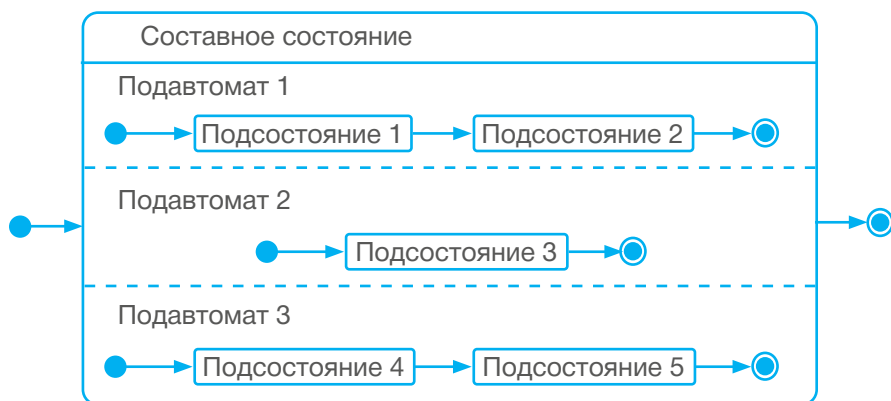 Составное состояние
Подавтомат 1
Подсостояние 1 Подсостояние 2
Подавтомат 2
Подсостояние 3
Подавтомат 3
Подсостояние 4 Подсостояние 5